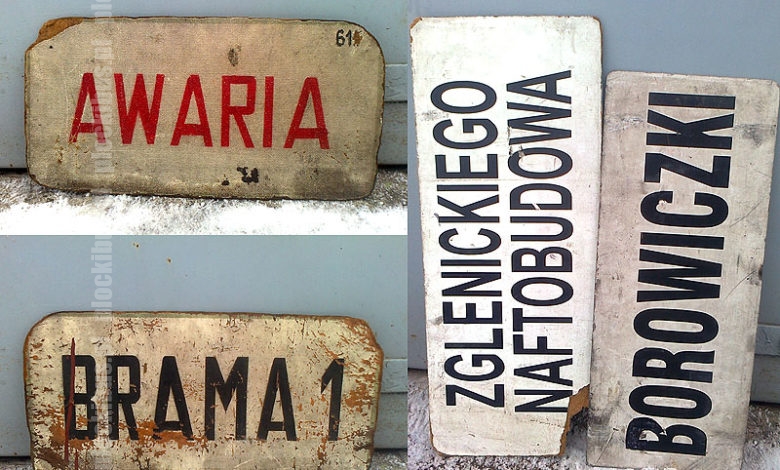 61
AWARIA
BRAMA 1
ZGLENICKIEGO
NAFTOBUDOWA
BOROWICZKI